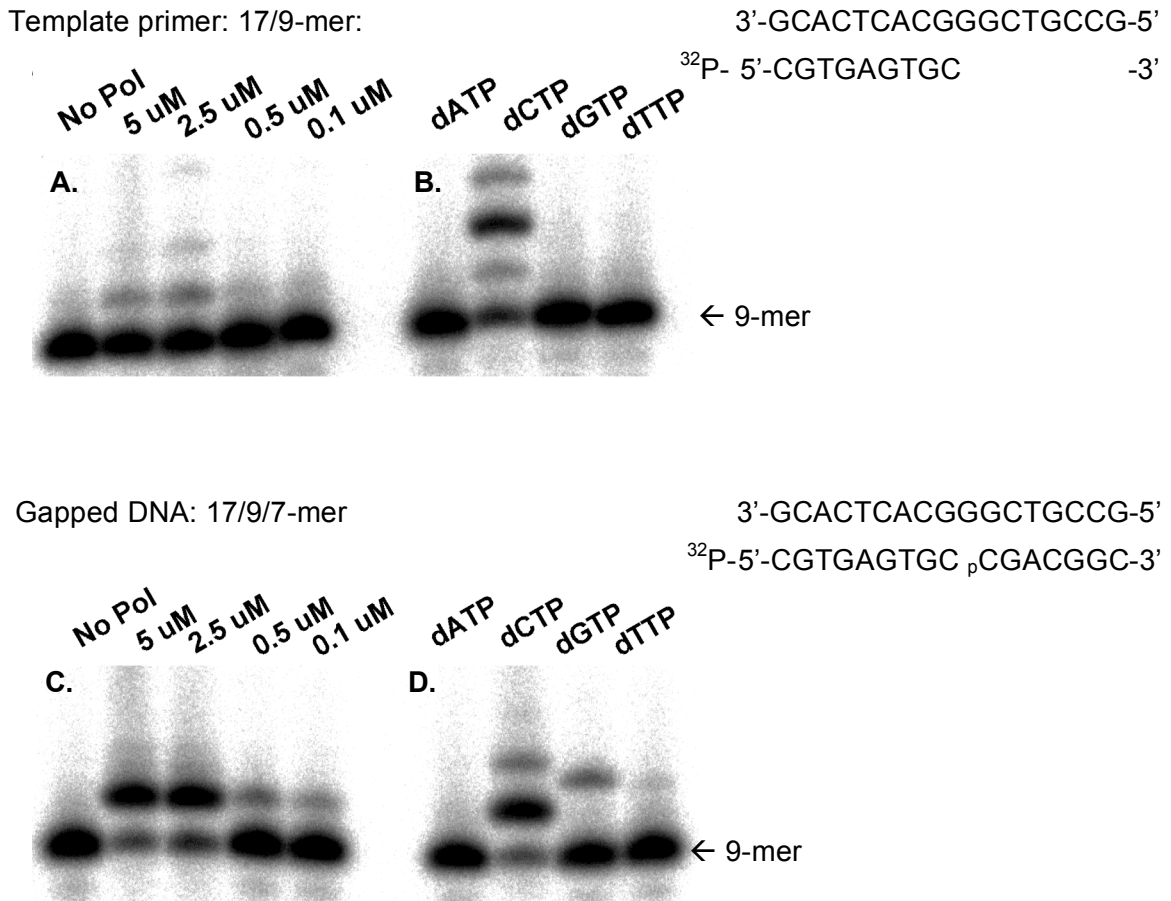 Template primer: 17/9-mer:
3’-GCACTCACGGGCTGCCG-5’
32P- 5’-CGTGAGTGC -3’
No Pol 5 uM 2.5 uM 0.5 uM 0.1 uM dATP dCTP dGTP dTTP
A. B.
← 9-mer
Gapped DNA: 17/9/7-mer
3’-GCACTCACGGGCTGCCG-5’
32P-5’-CGTGAGTGC pCGACGGC-3’
No Pol 5 uM 2.5 uM 0.5 uM 0.1 uM dATP dCTP dGTP dTTP
C. D.
← 9-mer